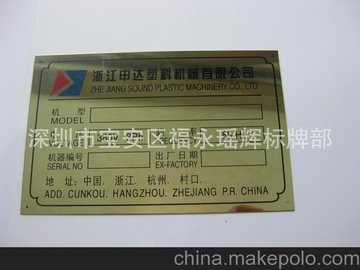 浙江申达塑料机械有限公司
ZHE JIANG SOUND PLASTIC MACHINERY CO., LTD
机 型
MODEL
深圳市宝安区福永瑶辉标牌部
380V
机器编号
SERIAL NO
出厂日期
EX-FACTORY
地 址: 中国. 浙江. 杭州. 村口.
ADD. CUNKOU. HANGZHOU. ZHEJIANG P.R. CHINA
china.makepolo.com